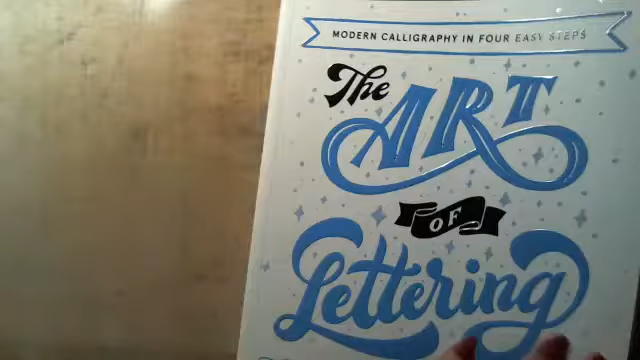 MODERN CALLIGRAPHY IN FOUR EASY STEPS
The
ART
OF
Lettering